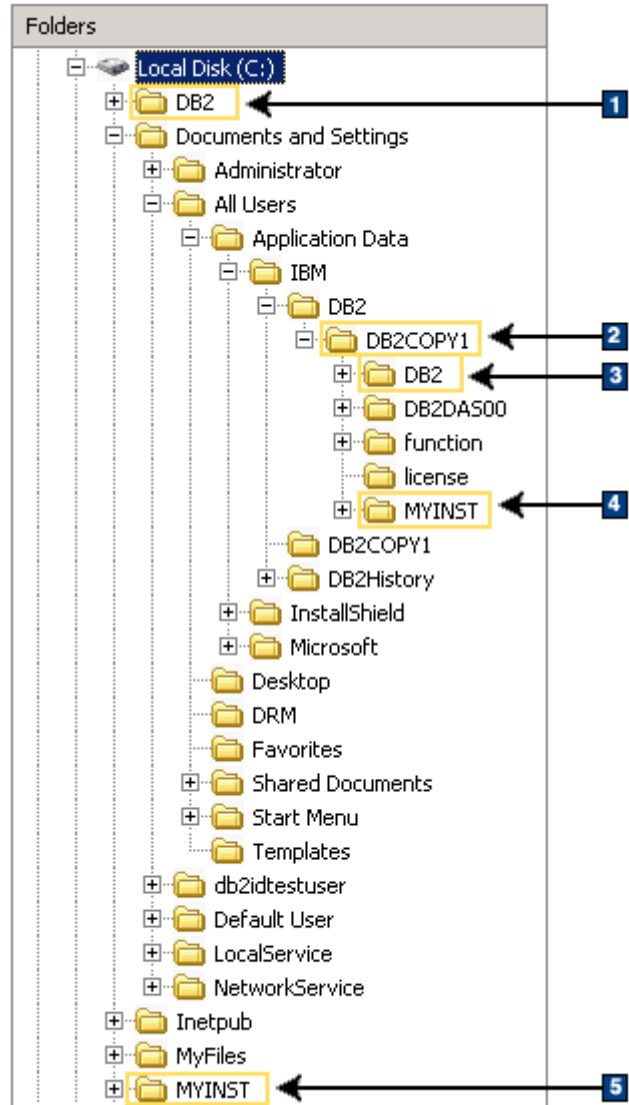 Folders
Local Disk (C:)
DB2 1
Documents and Settings
Administrator
All Users
Application Data
IBM
DB2
DB2COPY1 2
DB2 3
DB2DAS00
function
license
MYINST 4
DB2COPY1
DB2History
InstallShield
Microsoft
Desktop
DRM
Favorites
Shared Documents
Start Menu
Templates
db2idtestuser
Default User
LocalService
NetworkService
Inetpub
MyFiles
MYINST 5